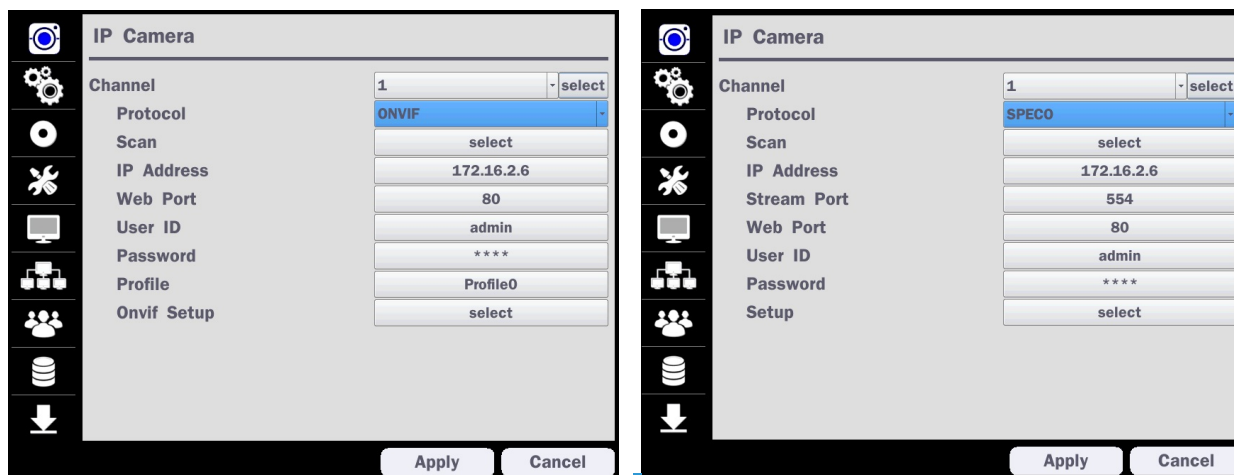 IP Camera
Channel 1 select
Protocol ONVIF
Scan select
IP Address 172.16.2.6
Web Port 80
User ID admin
Password ****
Profile Profile0
Onvif Setup select
Apply Cancel
IP Camera
Channel 1 select
Protocol SPECO
Scan select
IP Address 172.16.2.6
Stream Port 554
Web Port 80
User ID admin
Password ****
Setup select
Apply Cancel